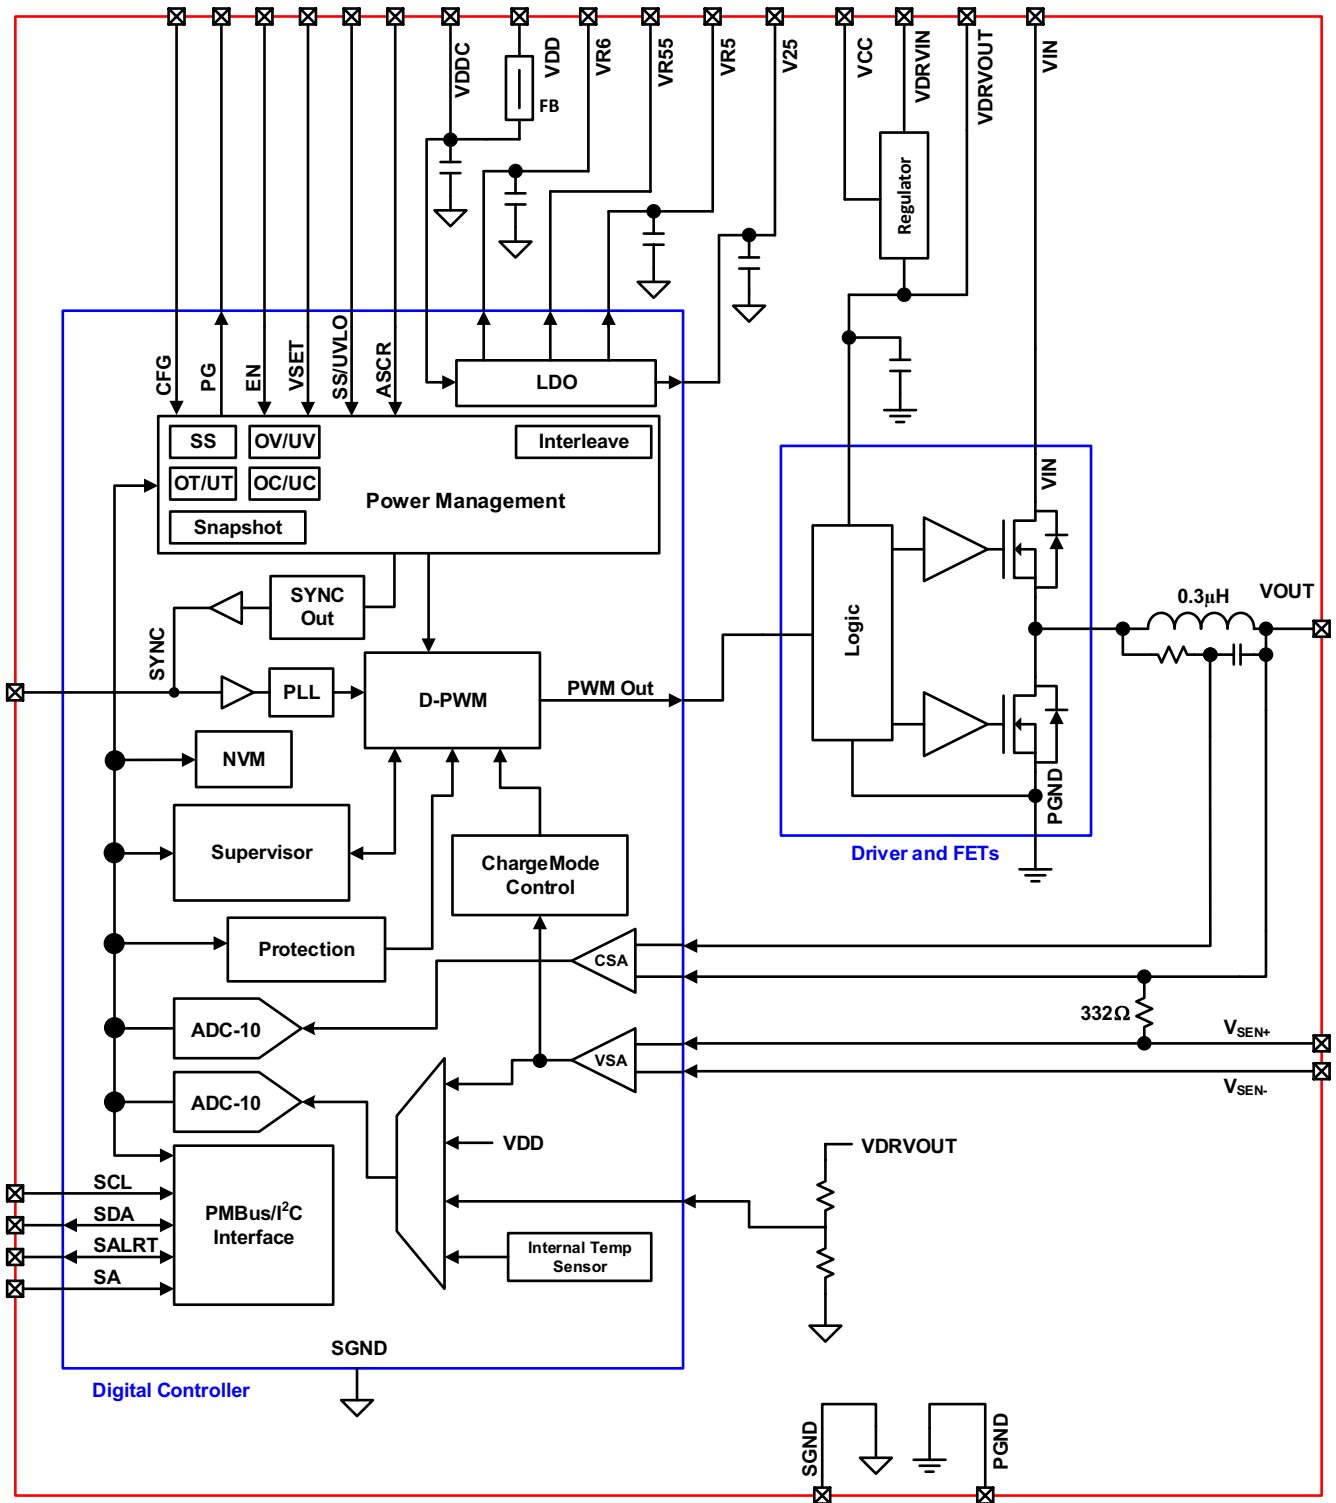 VDDC
VDD
VR6
VR55
VR5
V25
VCC
VDRVIN
VDRVOUT
VIN
FB
Regulator
CFG
PG
EN
VSET
SS/UVLO
ASCR
LDO
SS
OV/UV
Interleave
OT/UT
OC/UC
Power Management
Snapshot
VIN
SYNC
Out
SYNC
PLL
D-PWM
PWM Out
Logic
0.3μH
VOUT
NVM
PGND
Supervisor
ChargeMode
Control
Driver and FETs
Protection
CSA
ADC-10
332Ω
VSEN+
VSA
VSEN-
ADC-10
VDD
VDRVOUT
SCL
SDA
SALRT
SA
PMBus/I²C
Interface
Internal Temp
Sensor
SGND
Digital Controller
SGND
PGND